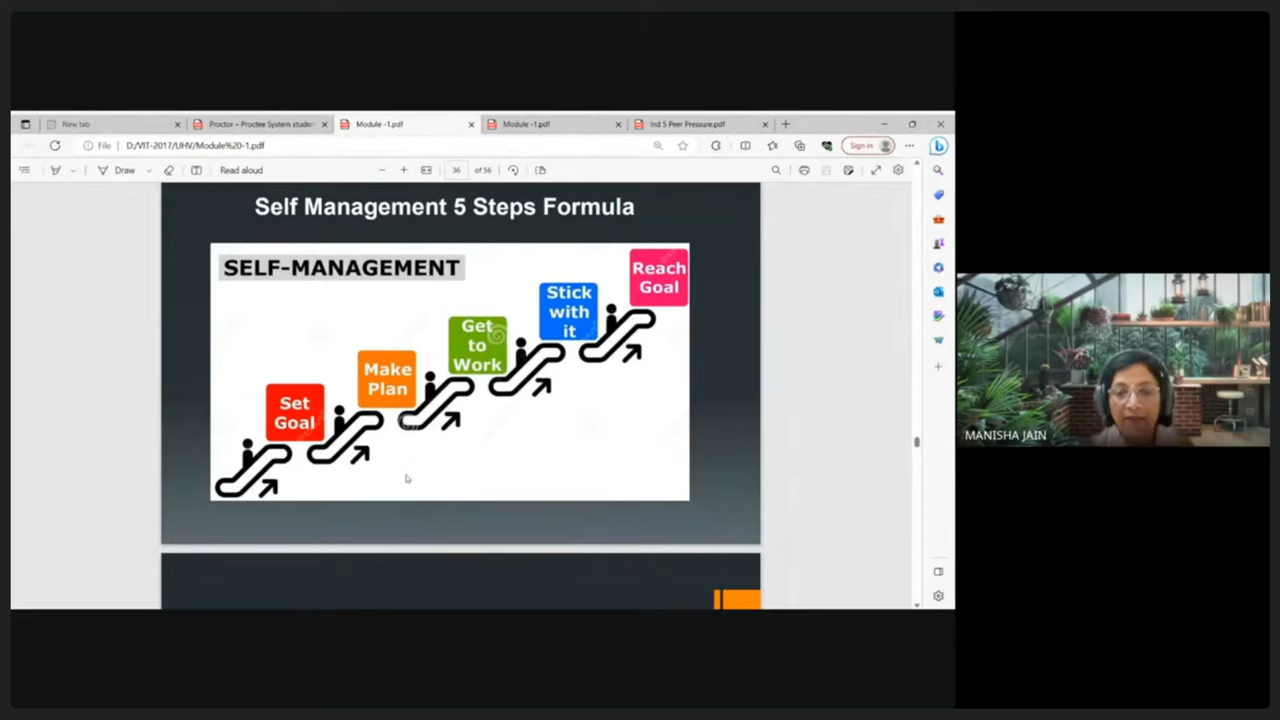 New tab
Proctor – Proctee System studen
Module -1.pdf
Module -1.pdf
Ind 5 Peer Pressure.pdf
File
D:/VIT-2017/UHV/Module%20-1.pdf
Sign in
Draw
Read aloud
36
of 56
Self Management 5 Steps Formula
SELF-MANAGEMENT
Reach
Goal
Stick
with
it
Get
to
Work
Make
Plan
Set
Goal
MANISHA JAIN